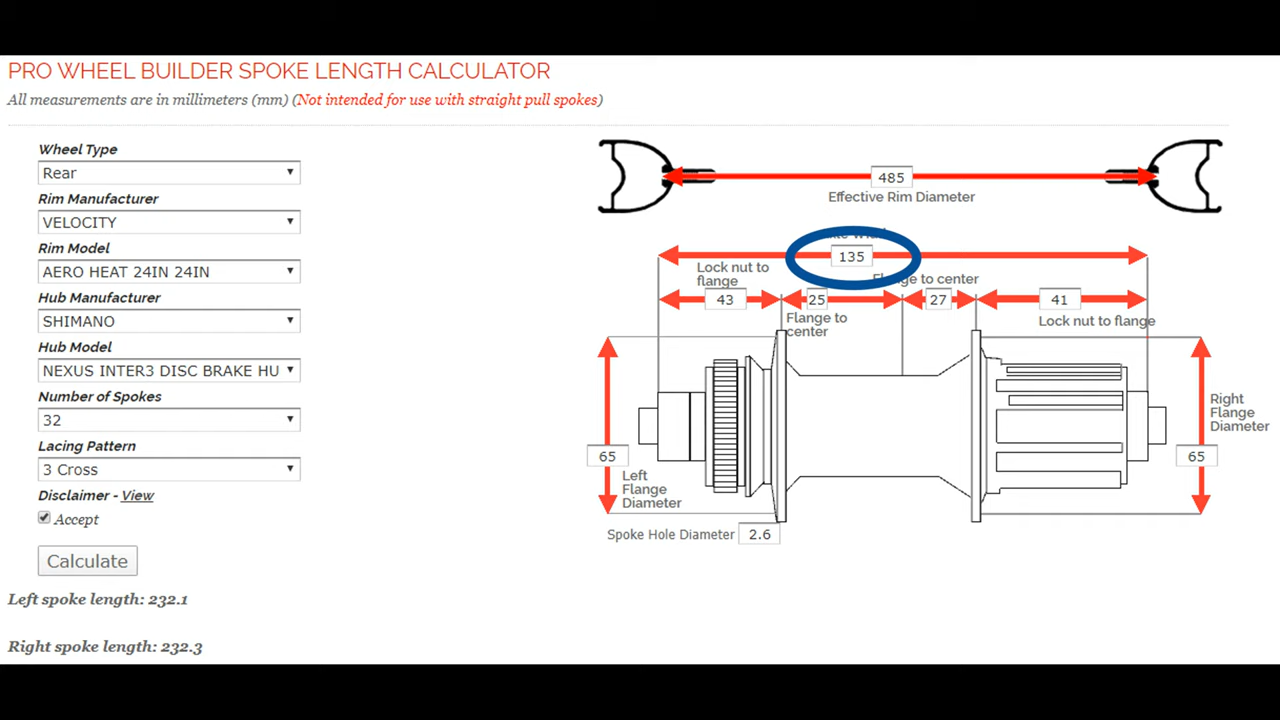 PRO WHEEL BUILDER SPOKE LENGTH CALCULATOR
All measurements are in millimeters (mm) (Not intended for use with straight pull spokes)
Wheel Type
Rear
Rim Manufacturer
VELOCITY
Rim Model
AERO HEAT 24IN 24IN
Hub Manufacturer
SHIMANO
Hub Model
NEXUS INTER3 DISC BRAKE HU
Number of Spokes
32
Lacing Pattern
3 Cross
Disclaimer - View
Accept
Calculate
Left spoke length: 232.1
Right spoke length: 232.3
485
Effective Rim Diameter
135
Lock nut to
flange
to center
43
25
27
41
Flange to
center
Lock nut to flange
65
Left
Flange
Diameter
Right
Flange
Diameter
65
Spoke Hole Diameter 2.6